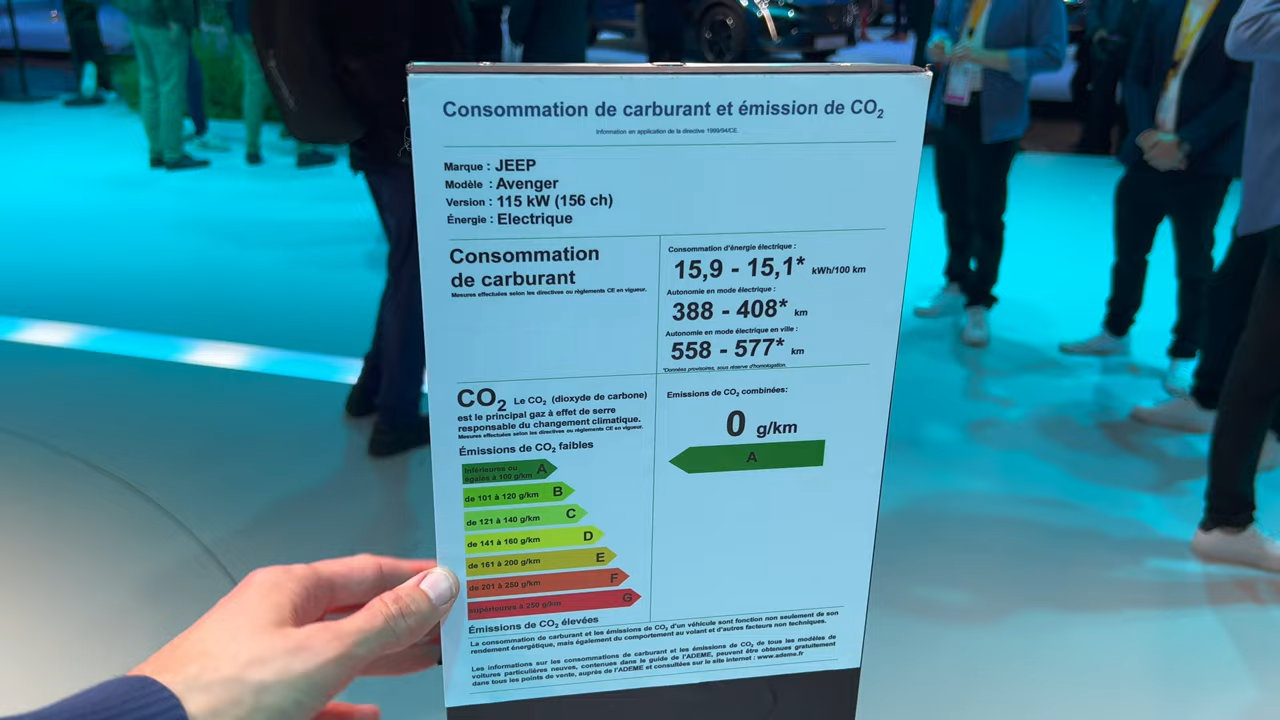 Consommation de carburant et émission de CO₂
Information en application de la directive 1999/94/CE.
Marque : JEEP
Modèle : Avenger
Version : 115 kW (156 ch)
Énergie : Electrique
Consommation
de carburant
Mesures effectuées selon les directives ou règlements CE en vigueur.
Consommation d'énergie électrique :
15,9 - 15,1* kWh/100 km
Autonomie en mode électrique :
388 - 408* km
Autonomie en mode électrique en ville :
558 - 577* km
*Données provisoires, sous réserve d'homologation.
CO₂ Le CO₂ (dioxyde de carbone)
est le principal gaz à effet de serre
responsable du changement climatique.
Mesures effectuées selon les directives ou règlements CE en vigueur.
Émissions de CO₂ faibles
Inférieures ou
égales à 100 g/km A
de 101 à 120 g/km B
de 121 à 140 g/km C
de 141 à 160 g/km D
de 161 à 200 g/km E
de 201 à 250 g/km F
supérieures à 250 g/km G
Émissions de CO₂ élevées
Emissions de CO₂ combinées:
0 g/km
A
La consommation de carburant et les émissions de CO₂ d'un véhicule sont fonction non seulement de son
rendement énergétique, mais également du comportement au volant et d'autres facteurs non techniques.
Les informations sur les consommations de carburant et les émissions de CO₂ de tous les modèles de
voitures particulières neuves, contenues dans le guide de l'ADEME, peuvent être obtenues gratuitement
dans tous les points de vente, auprès de l'ADEME et consultées sur le site internet : www.ademe.fr